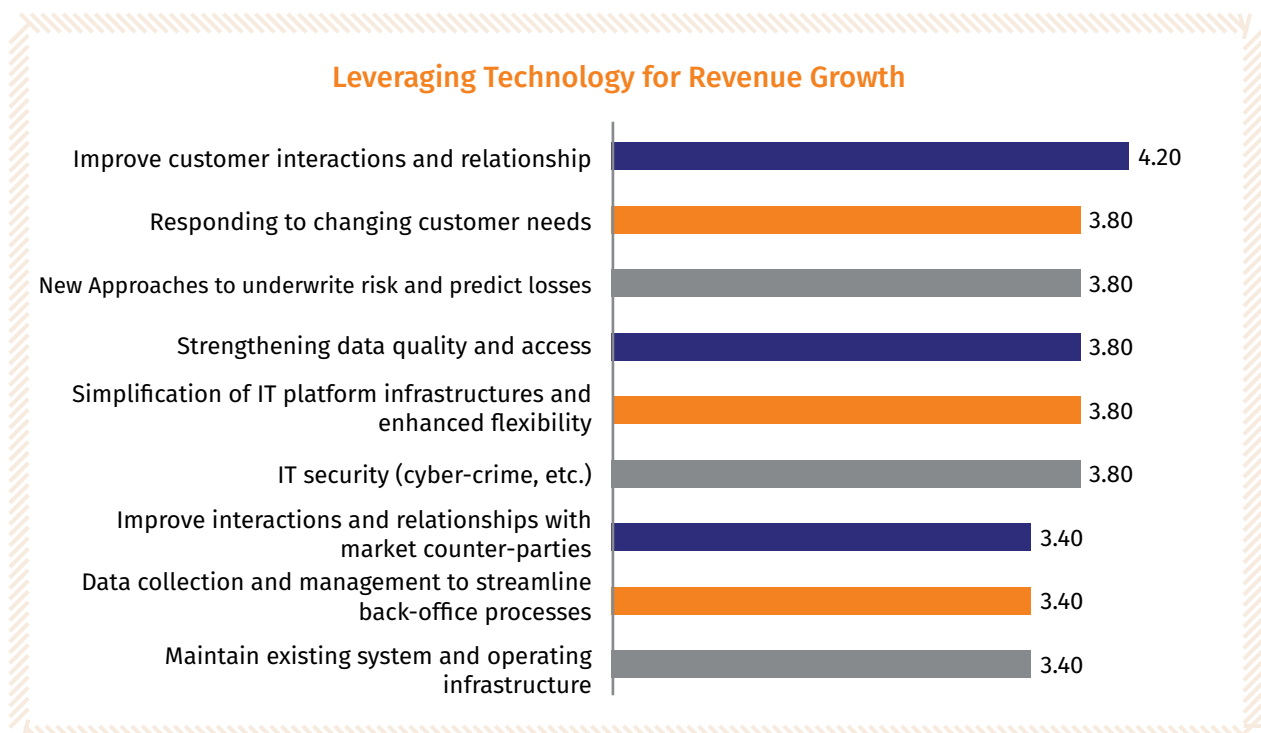 Leveraging Technology for Revenue Growth
Improve customer interactions and relationship
4.20
Responding to changing customer needs
3.80
New Approaches to underwrite risk and predict losses
3.80
Strengthening data quality and access
3.80
Simplification of IT platform infrastructures and
enhanced flexibility
3.80
IT security (cyber-crime, etc.)
3.80
Improve interactions and relationships with
market counter-parties
3.40
Data collection and management to streamline
back-office processes
3.40
Maintain existing system and operating
infrastructure
3.40